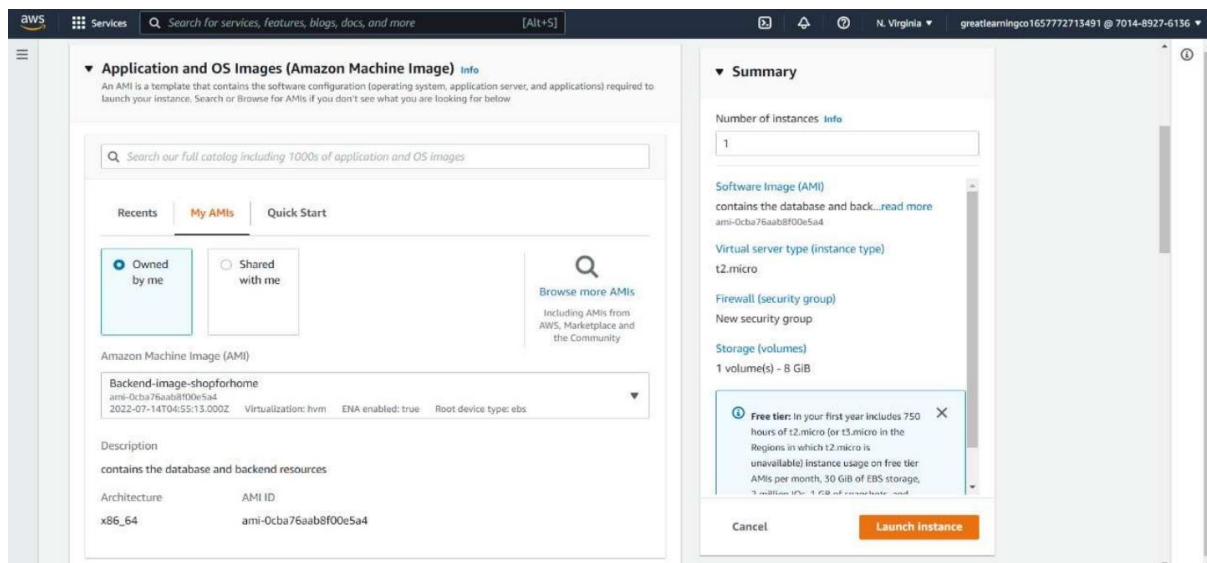 aws
Services
Search for services, features, blogs, docs, and more
[Alt+S]
N. Virginia ▼
greatlearningco1657772713491 @ 7014-8927-6136 ▼
▼ Application and OS Images (Amazon Machine Image) Info
An AMI is a template that contains the software configuration (operating system, application server, and applications) required to
launch your instance. Search or Browse for AMIs if you don't see what you are looking for below
Search our full catalog including 1000s of application and OS images
Recents
My AMIs
Quick Start
Owned
by me
Shared
with me
Browse more AMIs
Including AMIs from
AWS, Marketplace and
the Community
Amazon Machine Image (AMI)
Backend-image-shopforhome
ami-0cba76aab8f00e5a4
2022-07-14T04:55:13.000Z Virtualization: hvm ENA enabled: true Root device type: ebs
Description
contains the database and backend resources
Architecture
AMI ID
x86_64
ami-0cba76aab8f00e5a4
▼ Summary
Number of instances Info
1
Software Image (AMI)
contains the database and back...read more
ami-0cba76aab8f00e5a4
Virtual server type (instance type)
t2.micro
Firewall (security group)
New security group
Storage (volumes)
1 volume(s) - 8 GiB
Free tier: In your first year includes 750
hours of t2.micro (or t3.micro in the
Regions in which t2.micro is
unavailable) instance usage on free tier
AMIs per month, 30 GiB of EBS storage,
2 million IOs, 1 GB of snapshots, and
Cancel
Launch instance